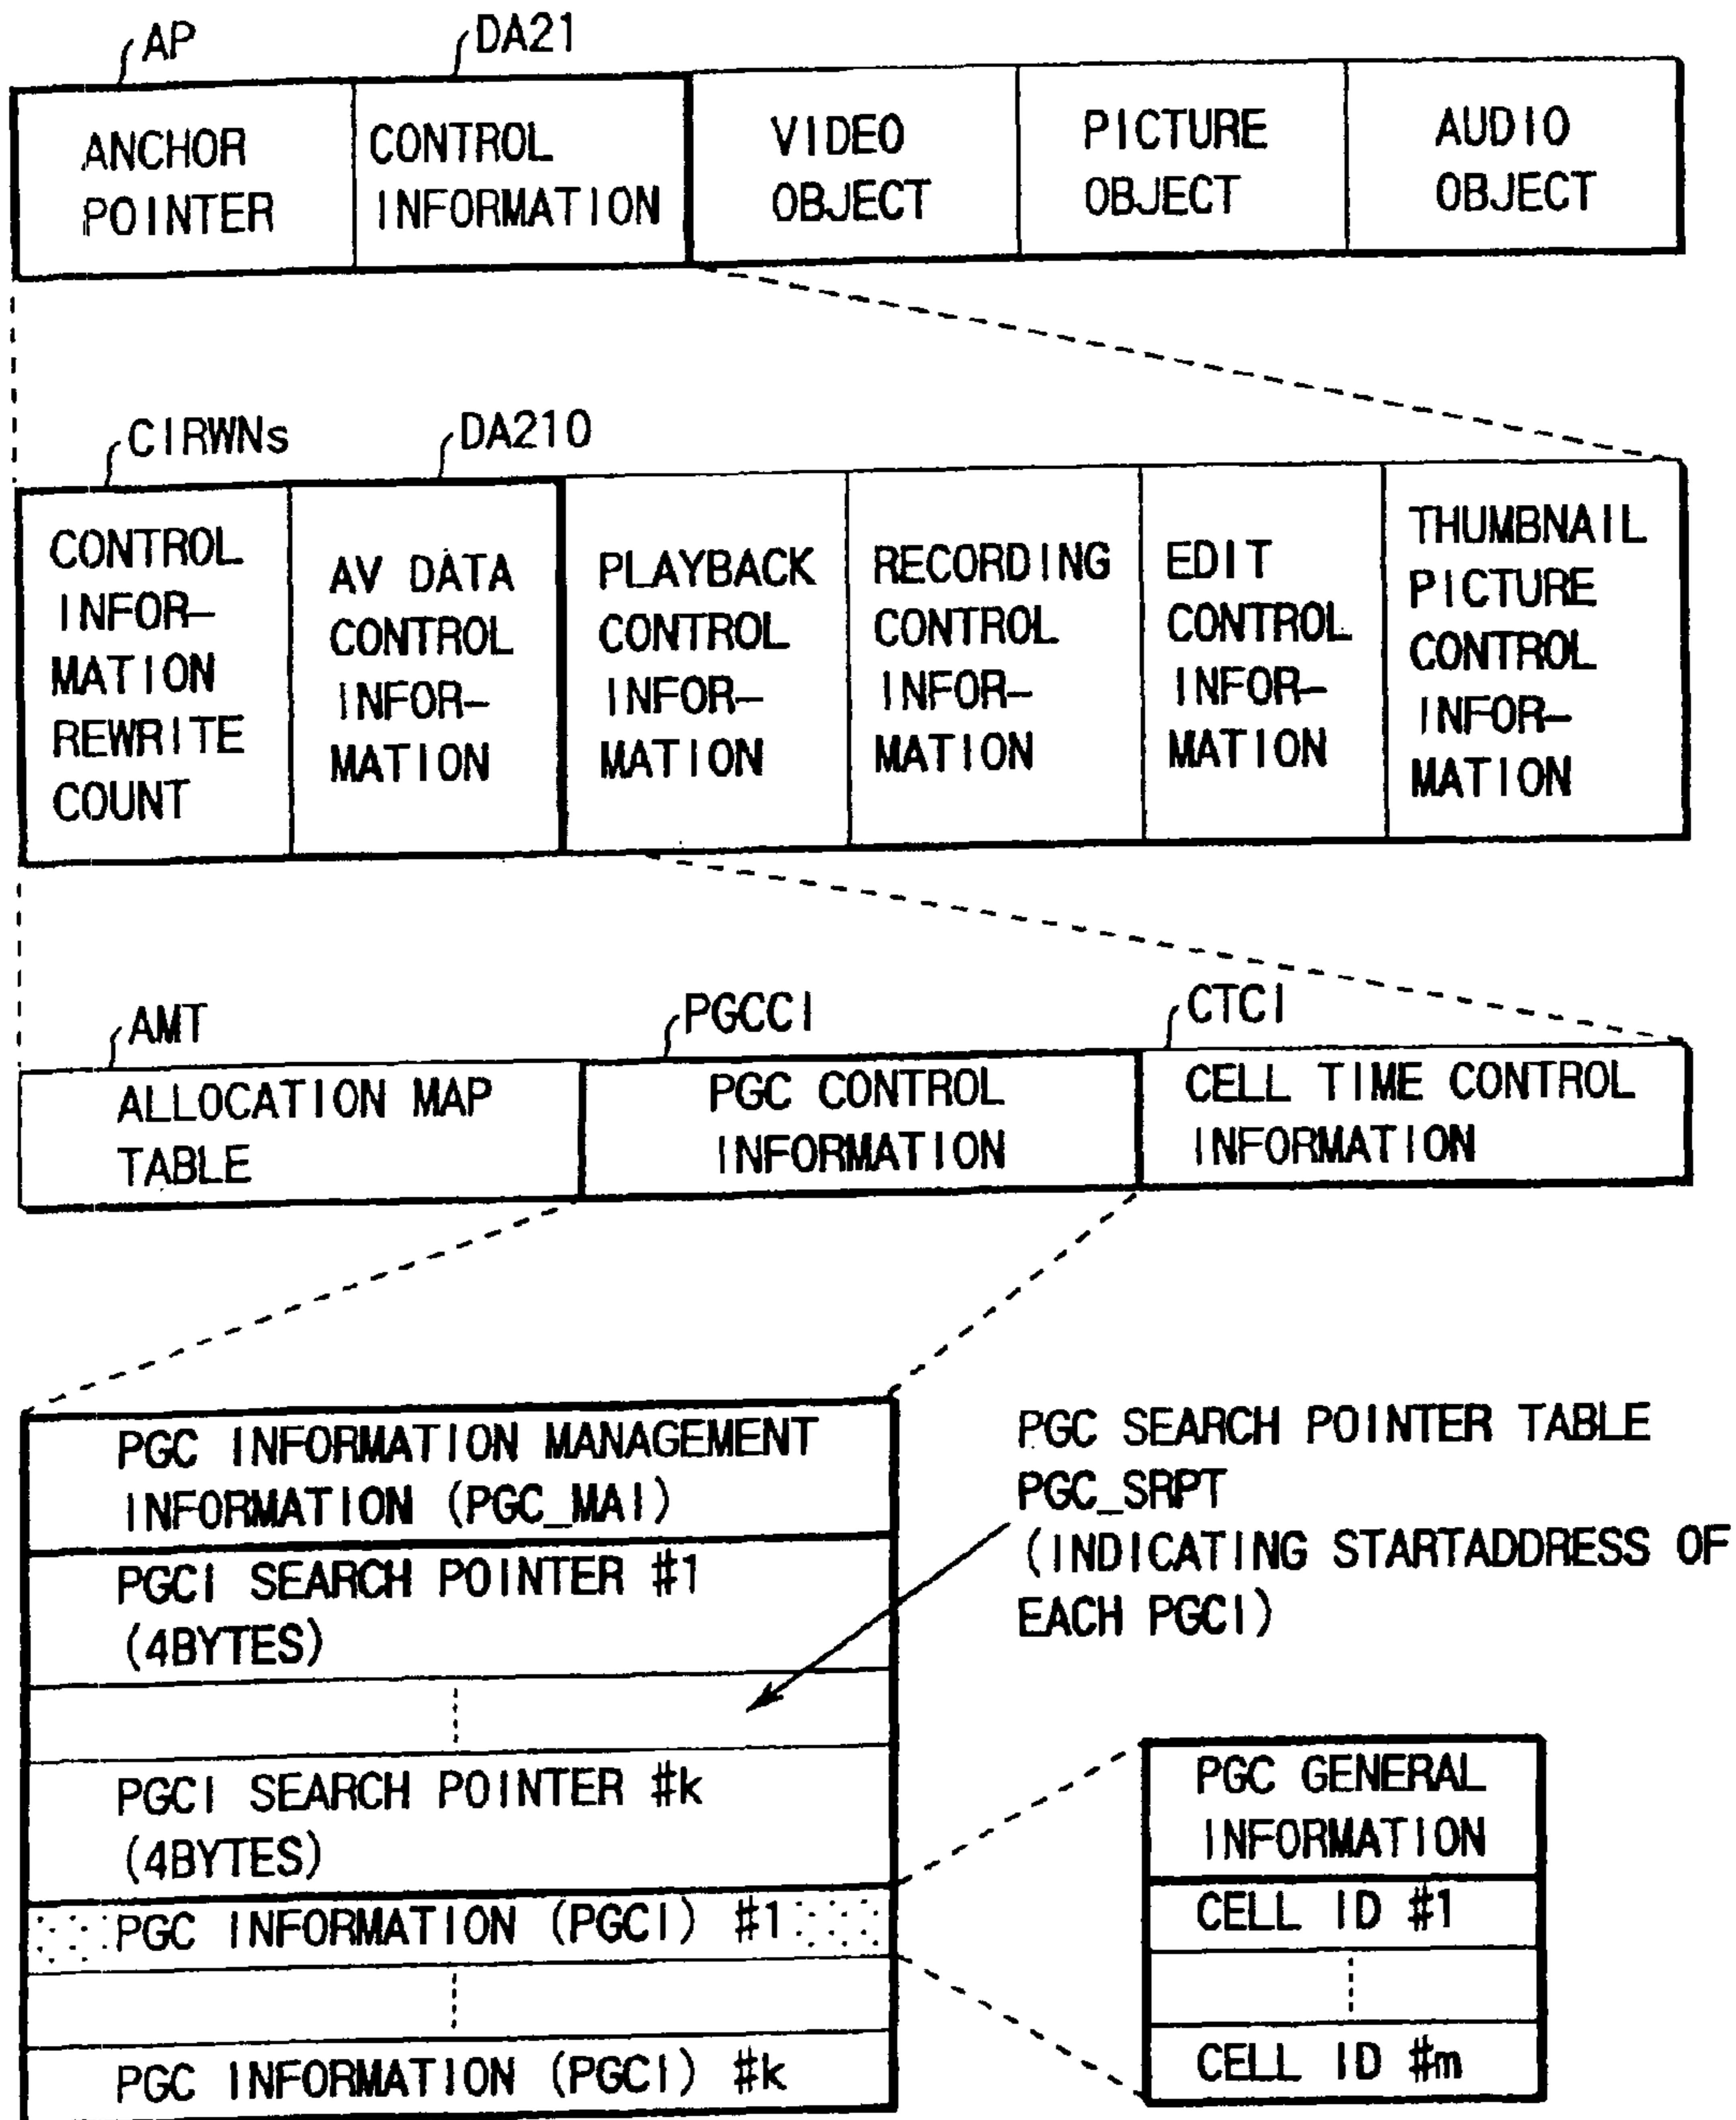 AP
DA21
ANCHOR
POINTER
CONTROL
INFORMATION
VIDEO
OBJECT
PICTURE
OBJECT
AUDIO
OBJECT
CIRWNs
DA210
CONTROL
INFOR-
MATION
REWRITE
COUNT
AV DATA
CONTROL
INFOR-
MATION
PLAYBACK
CONTROL
INFOR-
MATION
RECORDING
CONTROL
INFOR-
MATION
EDIT
CONTROL
INFOR-
MATION
THUMBNAIL
PICTURE
CONTROL
INFOR-
MATION
AMT
PGCCI
CTCI
ALLOCATION MAP
TABLE
PGC CONTROL
INFORMATION
CELL TIME CONTROL
INFORMATION
PGC INFORMATION MANAGEMENT
INFORMATION (PGC_MAI)
PGCI SEARCH POINTER #1
(4BYTES)
PGCI SEARCH POINTER #k
(4BYTES)
PGC INFORMATION (PGCI) #1
PGC INFORMATION (PGCI) #k
PGC SEARCH POINTER TABLE
PGC_SRPT
(INDICATING STARTADDRESS OF
EACH PGCI)
PGC GENERAL
INFORMATION
CELL ID #1
CELL ID #m